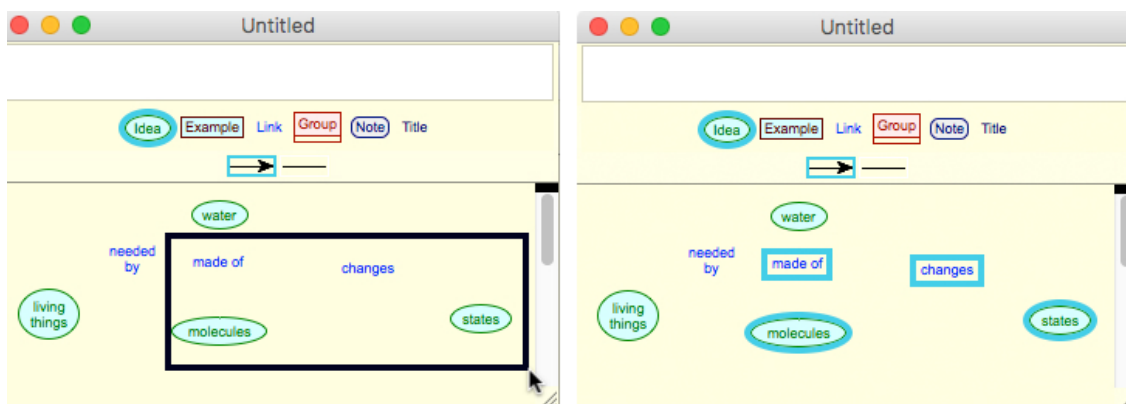 Untitled
Idea Example Link Group Note Title
water
needed
by
made of
changes
living
things
molecules
states
Untitled
Idea Example Link Group Note Title
water
needed
by
made of
changes
living
things
molecules
states